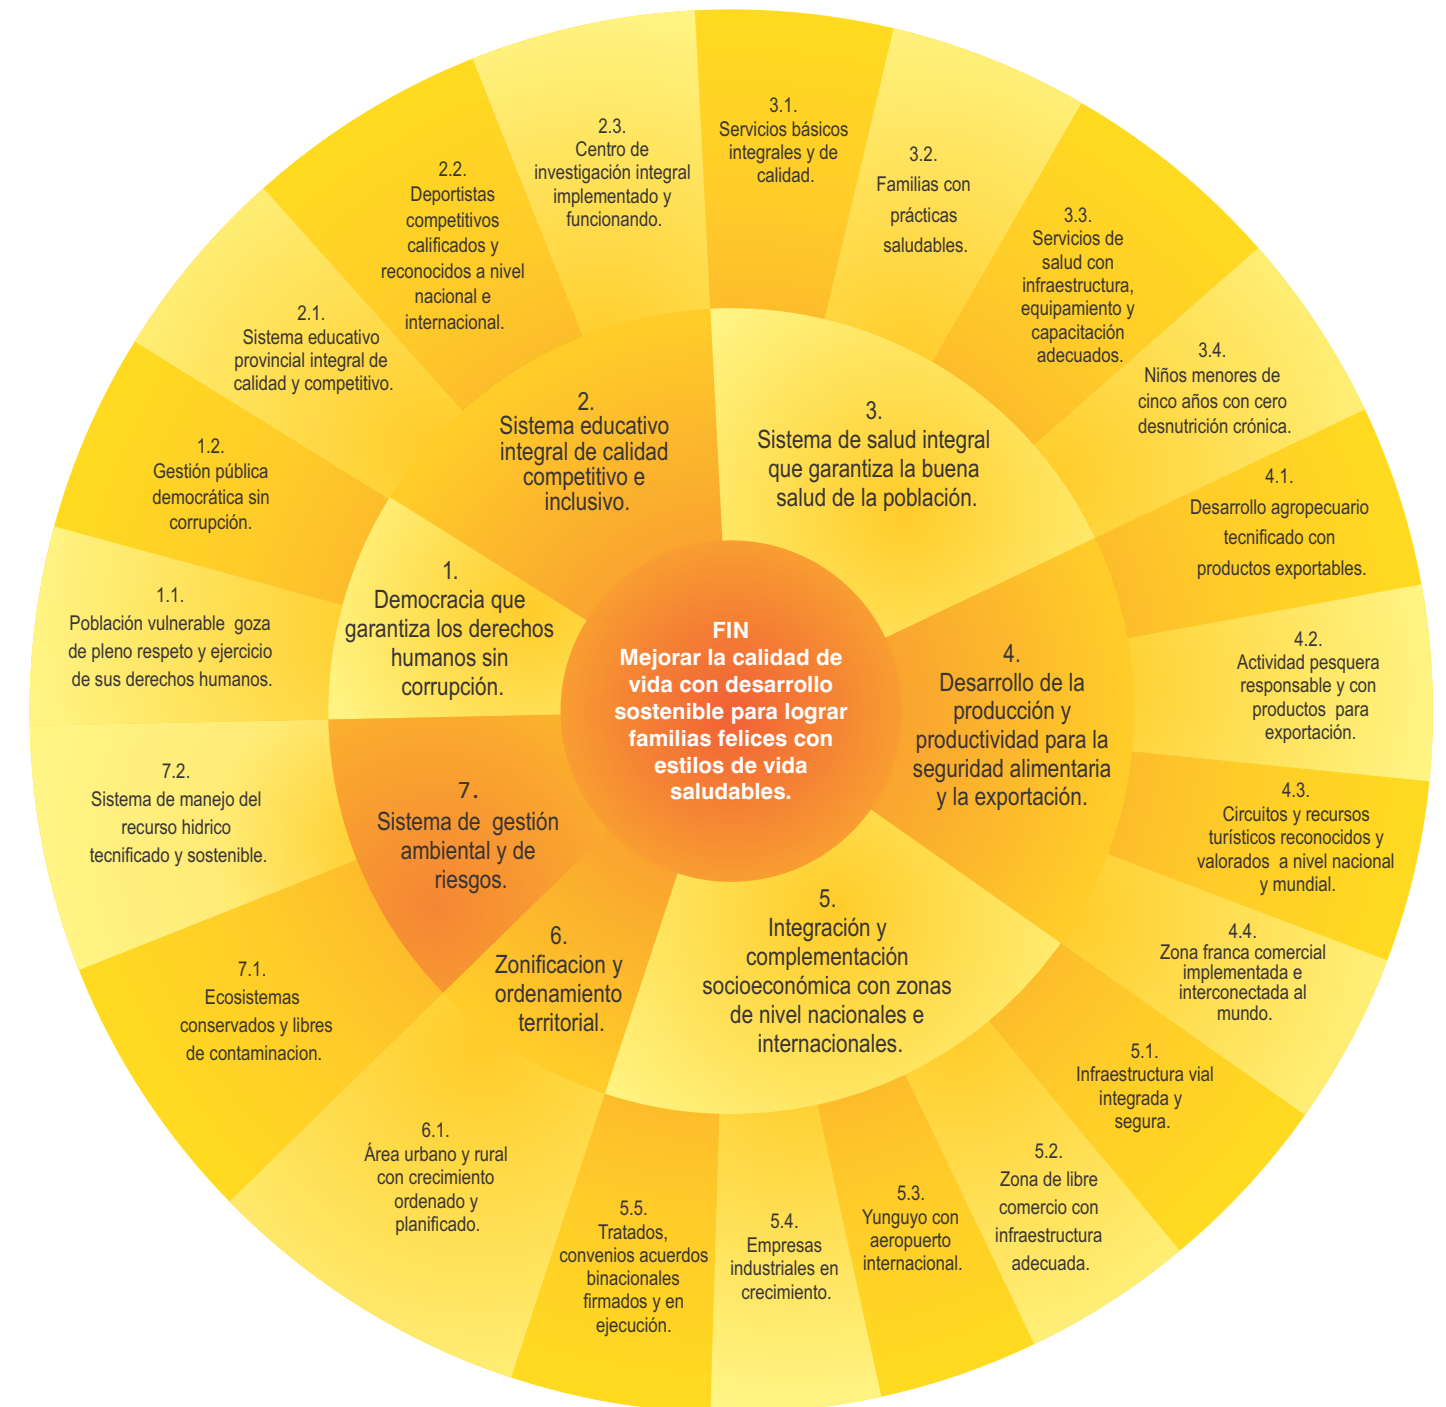 FIN
Mejorar la calidad de
vida con desarrollo
sostenible para lograr
familias felices con
estilos de vida
saludables.
1.
Democracia que
garantiza los derechos
humanos sin
corrupción.
1.1.
Población vulnerable goza
de pleno respeto y ejercicio
de sus derechos humanos.
1.2.
Gestión pública
democrática sin
corrupción.
2.
Sistema educativo
integral de calidad
competitivo e
inclusivo.
2.1.
Sistema educativo
provincial integral de
calidad y competitivo.
2.2.
Deportistas
competitivos
calificados y
reconocidos a nivel
nacional e
internacional.
2.3.
Centro de
investigación integral
implementado y
funcionando.
3.
Sistema de salud integral
que garantiza la buena
salud de la población.
3.1.
Servicios básicos
integrales y de
calidad.
3.2.
Familias con
prácticas
saludables.
3.3.
Servicios de
salud con
infraestructura,
equipamiento y
capacitación
adecuados.
3.4.
Niños menores de
cinco años con cero
desnutrición crónica.
4.
Desarrollo de la
producción y
productividad para la
seguridad alimentaria
y la exportación.
4.1.
Desarrollo agropecuario
tecnificado con
productos exportables.
4.2.
Actividad pesquera
responsable y con
productos para
exportación.
4.3.
Circuitos y recursos
turísticos reconocidos y
valorados a nivel nacional
y mundial.
4.4.
Zona franca comercial
implementada e
interconectada al
mundo.
5.
Integración y
complementación
socioeconómica con zonas
de nivel nacionales e
internacionales.
5.1.
Infraestructura vial
integrada y
segura.
5.2.
Zona de libre
comercio con
infraestructura
adecuada.
5.3.
Yunguyo con
aeropuerto
internacional.
5.4.
Empresas
industriales en
crecimiento.
5.5.
Tratados,
convenios acuerdos
binacionales
firmados y en
ejecución.
6.
Zonificacion y
ordenamiento
territorial.
6.1.
Área urbano y rural
con crecimiento
ordenado y
planificado.
7.
Sistema de gestión
ambiental y de
riesgos.
7.1.
Ecosistemas
conservados y libres
de contaminacion.
7.2.
Sistema de manejo del
recurso hidrico
tecnificado y sostenible.